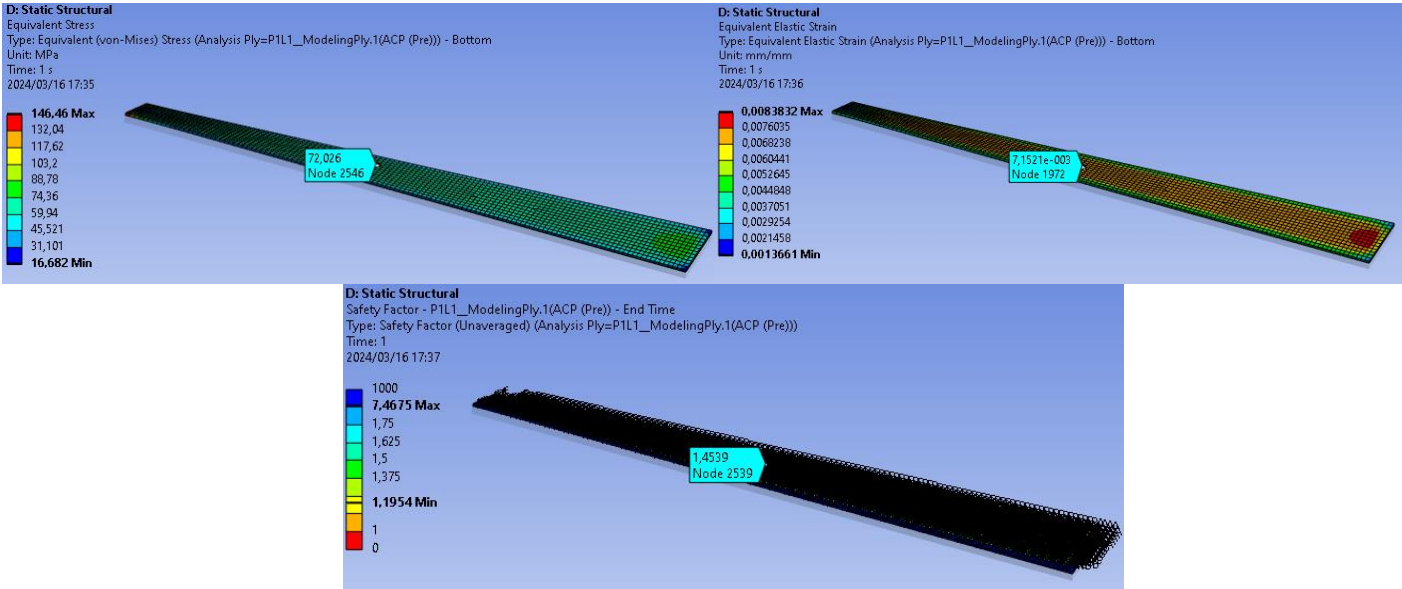 D: Static Structural
Equivalent Stress
Type: Equivalent (von-Mises) Stress (Analysis Ply=P1L1__ModelingPly.1(ACP (Pre))) - Bottom
Unit: MPa
Time: 1 s
2024/03/16 17:35
146,46 Max
132,04
117,62
103,2
88,78
74,36
59,94
45,521
31,101
16,682 Min
72,026
Node 2546
D: Static Structural
Equivalent Elastic Strain
Type: Equivalent Elastic Strain (Analysis Ply=P1L1__ModelingPly.1(ACP (Pre))) - Bottom
Unit: mm/mm
Time: 1 s
2024/03/16 17:36
0,0083832 Max
0,0076035
0,0068238
0,0060441
0,0052645
0,0044848
0,0037051
0,0029254
0,0021458
0,0013661 Min
7,1521e-003
Node 1972
D: Static Structural
Safety Factor - P1L1__ModelingPly.1(ACP (Pre)) - End Time
Type: Safety Factor (Unaveraged) (Analysis Ply=P1L1__ModelingPly.1(ACP (Pre)))
Time: 1
2024/03/16 17:37
1000
7,4675 Max
1,75
1,625
1,5
1,375
1,1954 Min
1
0
1,4539
Node 2539